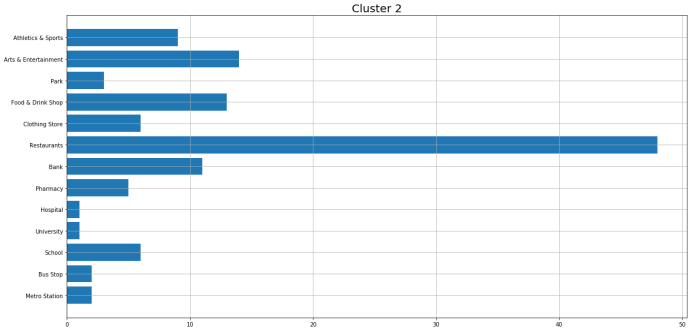 Cluster 2
Athletics & Sports
Arts & Entertainment
Park
Food & Drink Shop
Clothing Store
Restaurants
Bank
Pharmacy
Hospital
University
School
Bus Stop
Metro Station
0 10 20 30 40 50